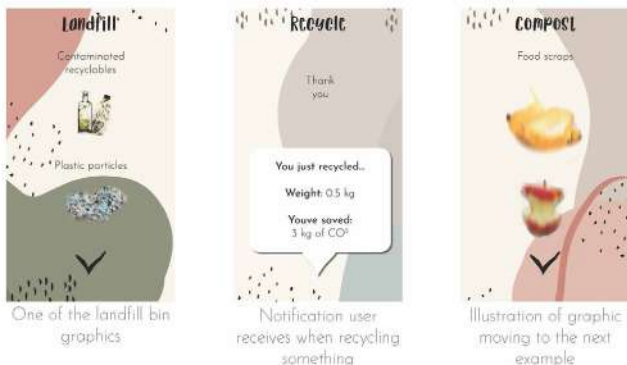 Landfill
Contaminated
recyclables
Plastic particles
One of the landfill bin
graphics
Recycle
Thank
you
You just recycled...
Weight: 0.5 kg
Youve saved:
3 kg of CO²
Notification user
receives when recycling
something
Compost
Food scraps
Illustration of graphic
moving to the next
example